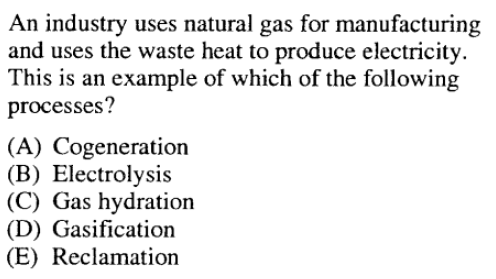 An industry uses natural gas for manufacturing
and uses the waste heat to produce electricity.
This is an example of which of the following
processes?
(A) Cogeneration
(B) Electrolysis
(C) Gas hydration
(D) Gasification
(E) Reclamation